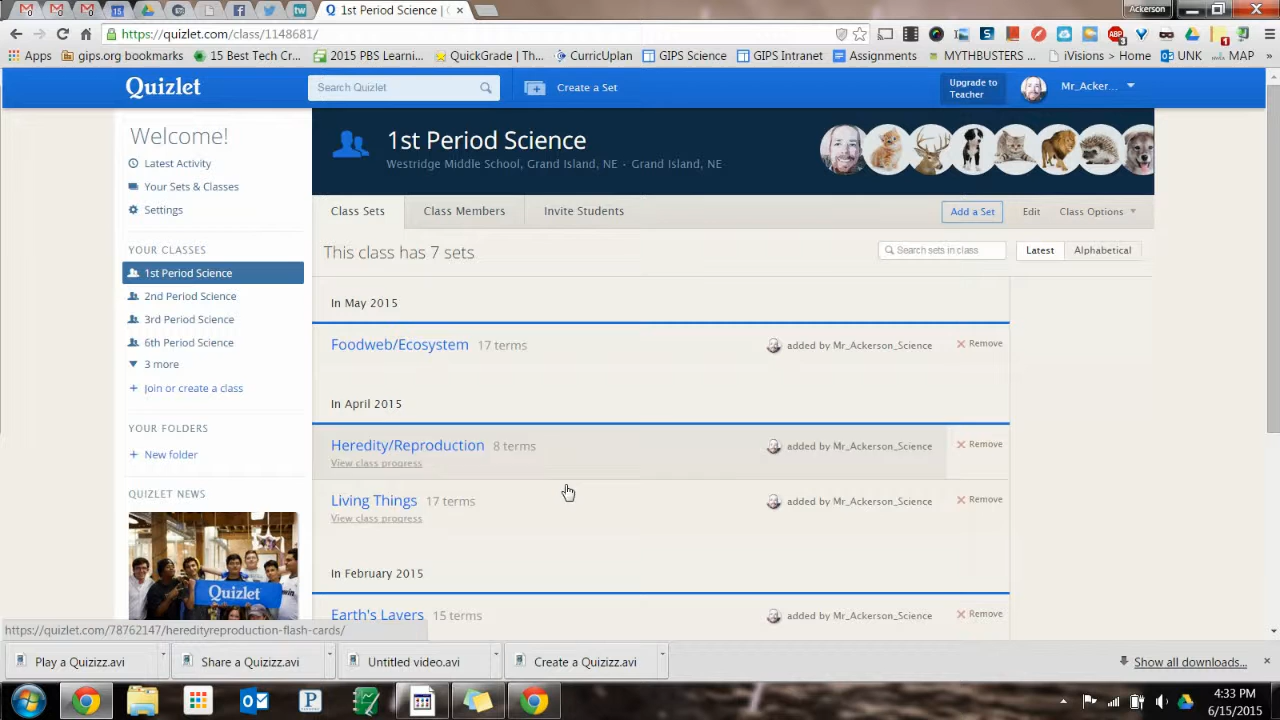 15
tw
1st Period Science | (
Ackerson
https://quizlet.com/class/1148681/
Apps
gips.org bookmarks
15 Best Tech Cr...
2015 PBS Learning...
QuickGrade | Tk...
CurricUplan
GIPS Science
GIPS Intranet
Assignments
MYTHBUSTERS
iVisions > Home
UNK
MAP
»
Quizlet
Search Quizlet
Create a Set
Upgrade to
Teacher
Mr_Acker...
Welcome!
Latest Activity
Your Sets & Classes
Settings
YOUR CLASSES
1st Period Science
2nd Period Science
3rd Period Science
6th Period Science
3 more
+ Join or create a class
YOUR FOLDERS
+ New folder
QUIZLET NEWS
Quizlet
1st Period Science
Westridge Middle School, Grand Island, NE · Grand Island, NE
Class Sets
Class Members
Invite Students
Add a Set
Edit
Class Options
This class has 7 sets
Search sets in class
Latest
Alphabetical
In May 2015
Foodweb/Ecosystem 17 terms
added by Mr_Ackerson_Science
Remove
In April 2015
Heredity/Reproduction 8 terms
View class progress
added by Mr_Ackerson_Science
Remove
Living Things 17 terms
View class progress
added by Mr_Ackerson_Science
Remove
In February 2015
Earth's Layers 15 terms
added by Mr_Ackerson_Science
Remove
https://quizlet.com/78762147/heredityreproduction-flash-cards/
Play a Quizizz.avi
Share a Quizizz.avi
Untitled video.avi
Create a Quizizz.avi
Show all downloads...
4:33 PM
6/15/2015